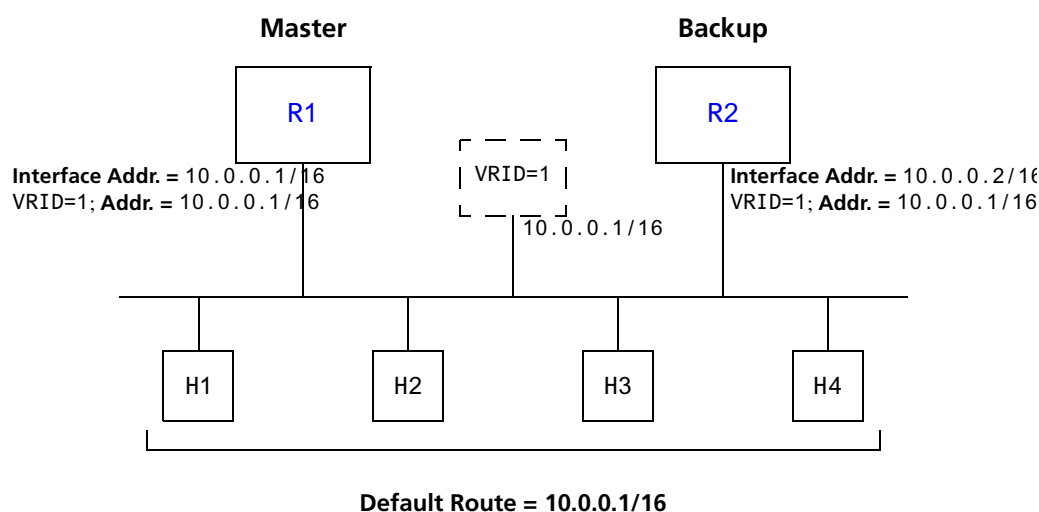 Master
Backup
R1
R2
VRID=1
Interface Addr. = 10.0.0.1/16
VRID=1; Addr. = 10.0.0.1/16
Interface Addr. = 10.0.0.2/16
VRID=1; Addr. = 10.0.0.1/16
10.0.0.1/16
H1
H2
H3
H4
Default Route = 10.0.0.1/16